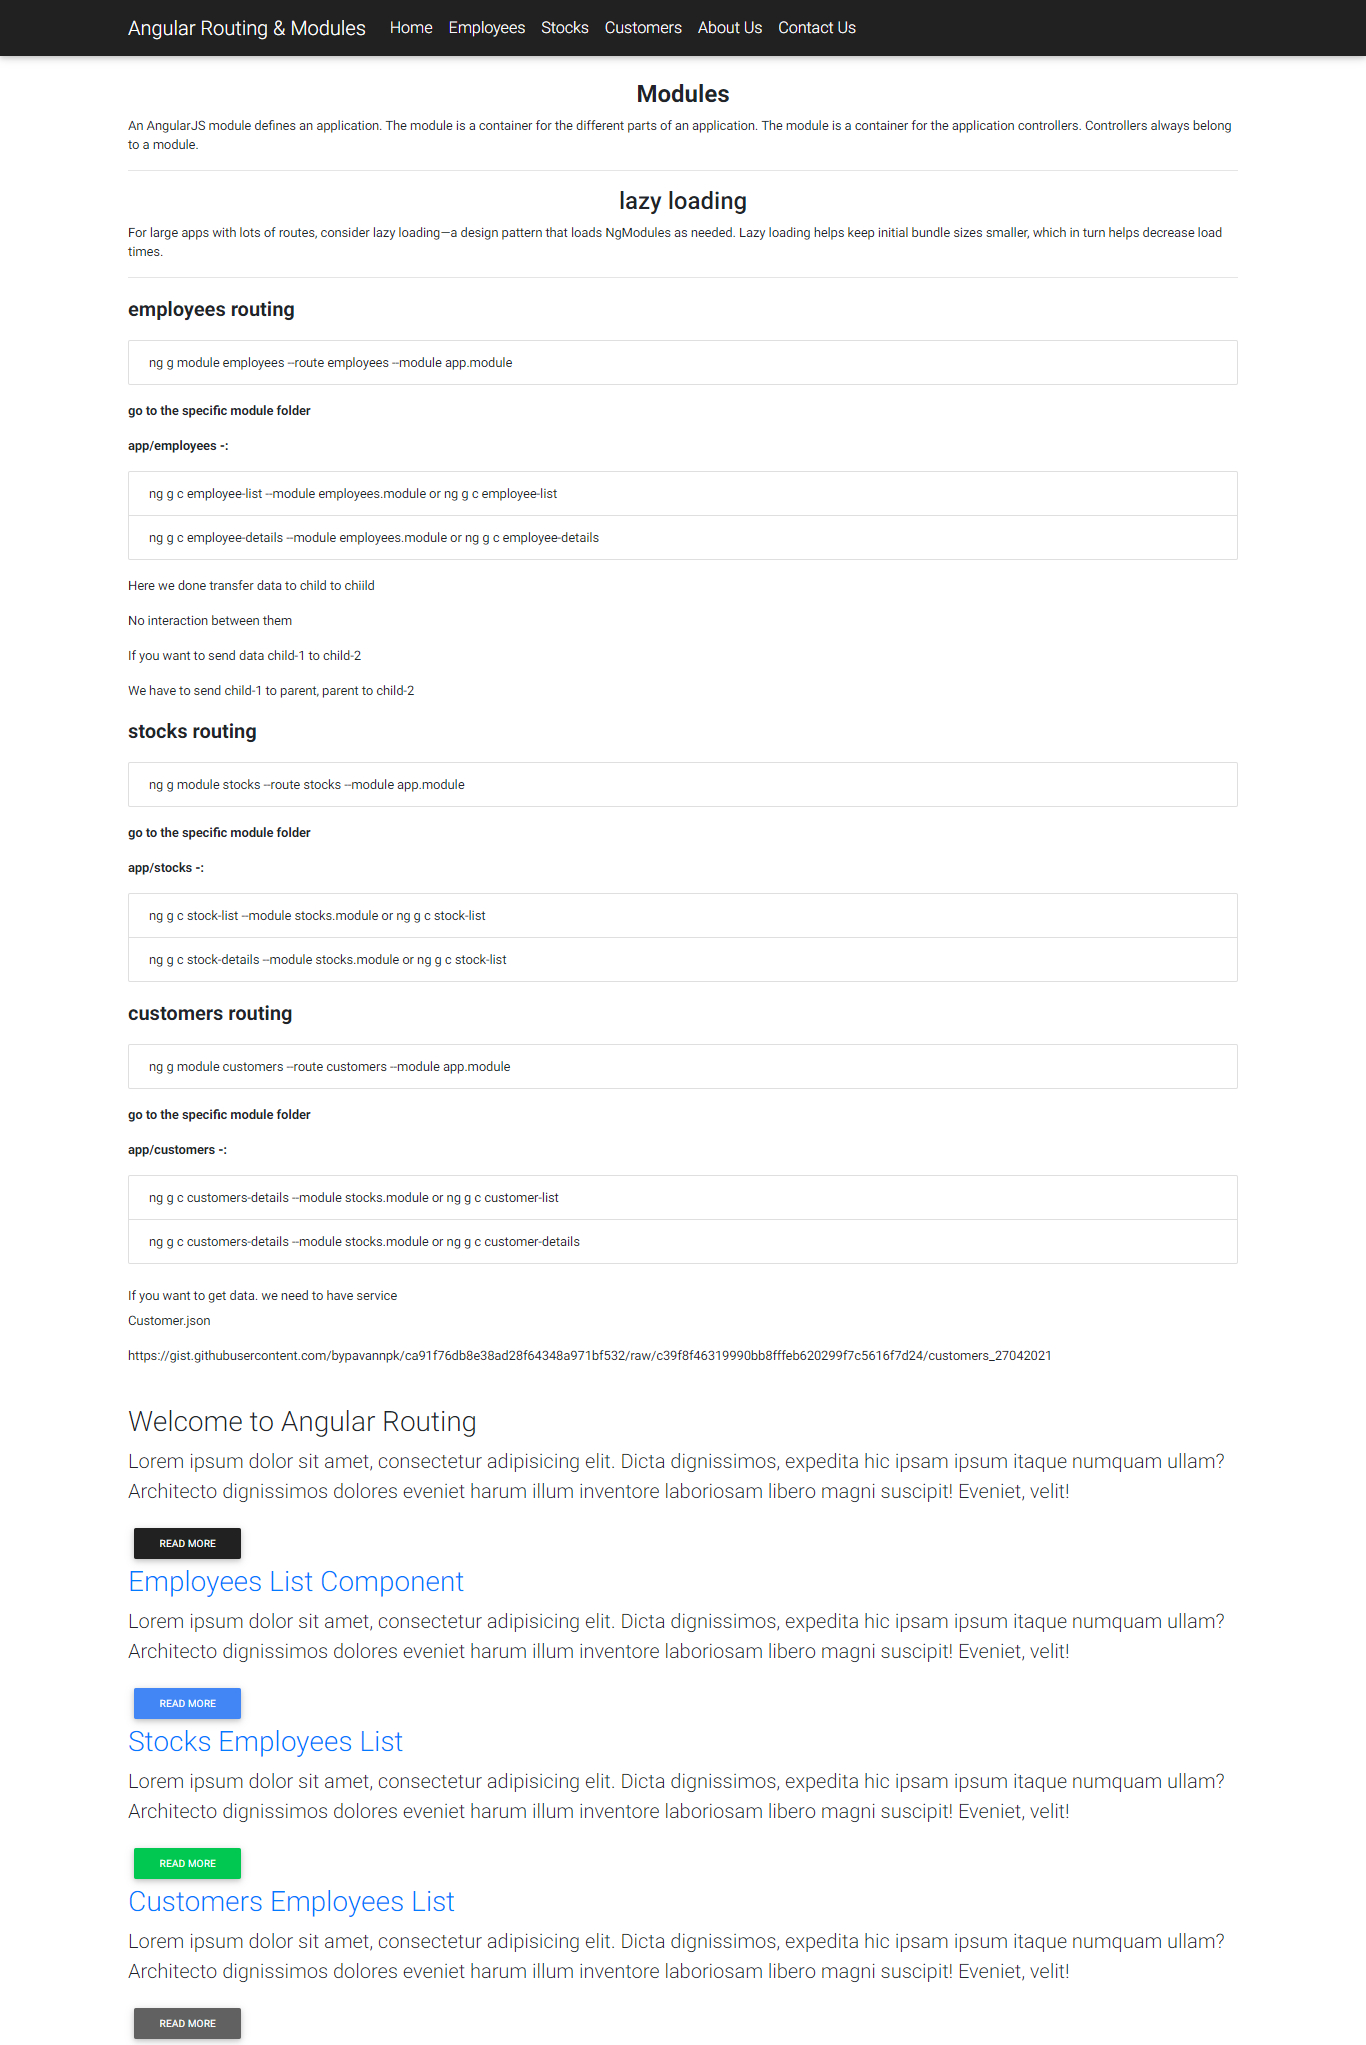 Angular Routing & Modules Home Employees Stocks Customers About Us Contact Us
Modules
An AngularJS module defines an application. The module is a container for the different parts of an application. The module is a container for the application controllers. Controllers always belong
to a module.
lazy loading
For large apps with lots of routes, consider lazy loading—a design pattern that loads NgModules as needed. Lazy loading helps keep initial bundle sizes smaller, which in turn helps decrease load
times.
employees routing
ng g module employees --route employees --module app.module
go to the specific module folder
app/employees -:
ng g c employee-list --module employees.module or ng g c employee-list
ng g c employee-details --module employees.module or ng g c employee-details
Here we done transfer data to child to chiild
No interaction between them
If you want to send data child-1 to child-2
We have to send child-1 to parent, parent to child-2
stocks routing
ng g module stocks --route stocks --module app.module
go to the specific module folder
app/stocks -:
ng g c stock-list --module stocks.module or ng g c stock-list
ng g c stock-details --module stocks.module or ng g c stock-list
customers routing
ng g module customers --route customers --module app.module
go to the specific module folder
app/customers -:
ng g c customers-details --module stocks.module or ng g c customer-list
ng g c customers-details --module stocks.module or ng g c customer-details
If you want to get data. we need to have service
Customer.json
https://gist.githubusercontent.com/bypavannpk/ca91f76db8e38ad28f64348a971bf532/raw/c39f8f46319990bb8fffeb620299f7c5616f7d24/customers_27042021
Welcome to Angular Routing
Lorem ipsum dolor sit amet, consectetur adipisicing elit. Dicta dignissimos, expedita hic ipsam ipsum itaque numquam ullam?
Architecto dignissimos dolores eveniet harum illum inventore laboriosam libero magni suscipit! Eveniet, velit!
READ MORE
Employees List Component
Lorem ipsum dolor sit amet, consectetur adipisicing elit. Dicta dignissimos, expedita hic ipsam ipsum itaque numquam ullam?
Architecto dignissimos dolores eveniet harum illum inventore laboriosam libero magni suscipit! Eveniet, velit!
READ MORE
Stocks Employees List
Lorem ipsum dolor sit amet, consectetur adipisicing elit. Dicta dignissimos, expedita hic ipsam ipsum itaque numquam ullam?
Architecto dignissimos dolores eveniet harum illum inventore laboriosam libero magni suscipit! Eveniet, velit!
READ MORE
Customers Employees List
Lorem ipsum dolor sit amet, consectetur adipisicing elit. Dicta dignissimos, expedita hic ipsam ipsum itaque numquam ullam?
Architecto dignissimos dolores eveniet harum illum inventore laboriosam libero magni suscipit! Eveniet, velit!
READ MORE